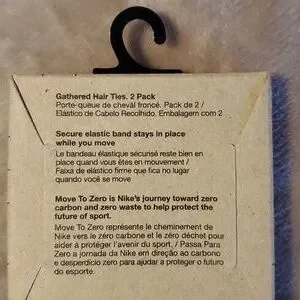 Gathered Hair Ties. 2 Pack
Porte-queue de cheval froncé. Pack de 2 /
Elástico de Cabelo Recolhido. Embalagem com 2
Secure elastic band stays in place
while you move
Le bandeau élastique sécurisé reste bien en
place quand vous êtes en mouvement /
Faixa de elástico firme que fica no lugar
quando você se move
Move To Zero is Nike's journey toward zero
carbon and zero waste to help protect the
future of sport.
Move To Zero représente le cheminement de
Nike vers le zéro carbone et le zéro déchet pour
aider à protéger l'avenir du sport. / Passa Para
Zero a jornada da Nike em direção ao carbono
e desperdício zero para ajudar a proteger o futuro
do esporte.